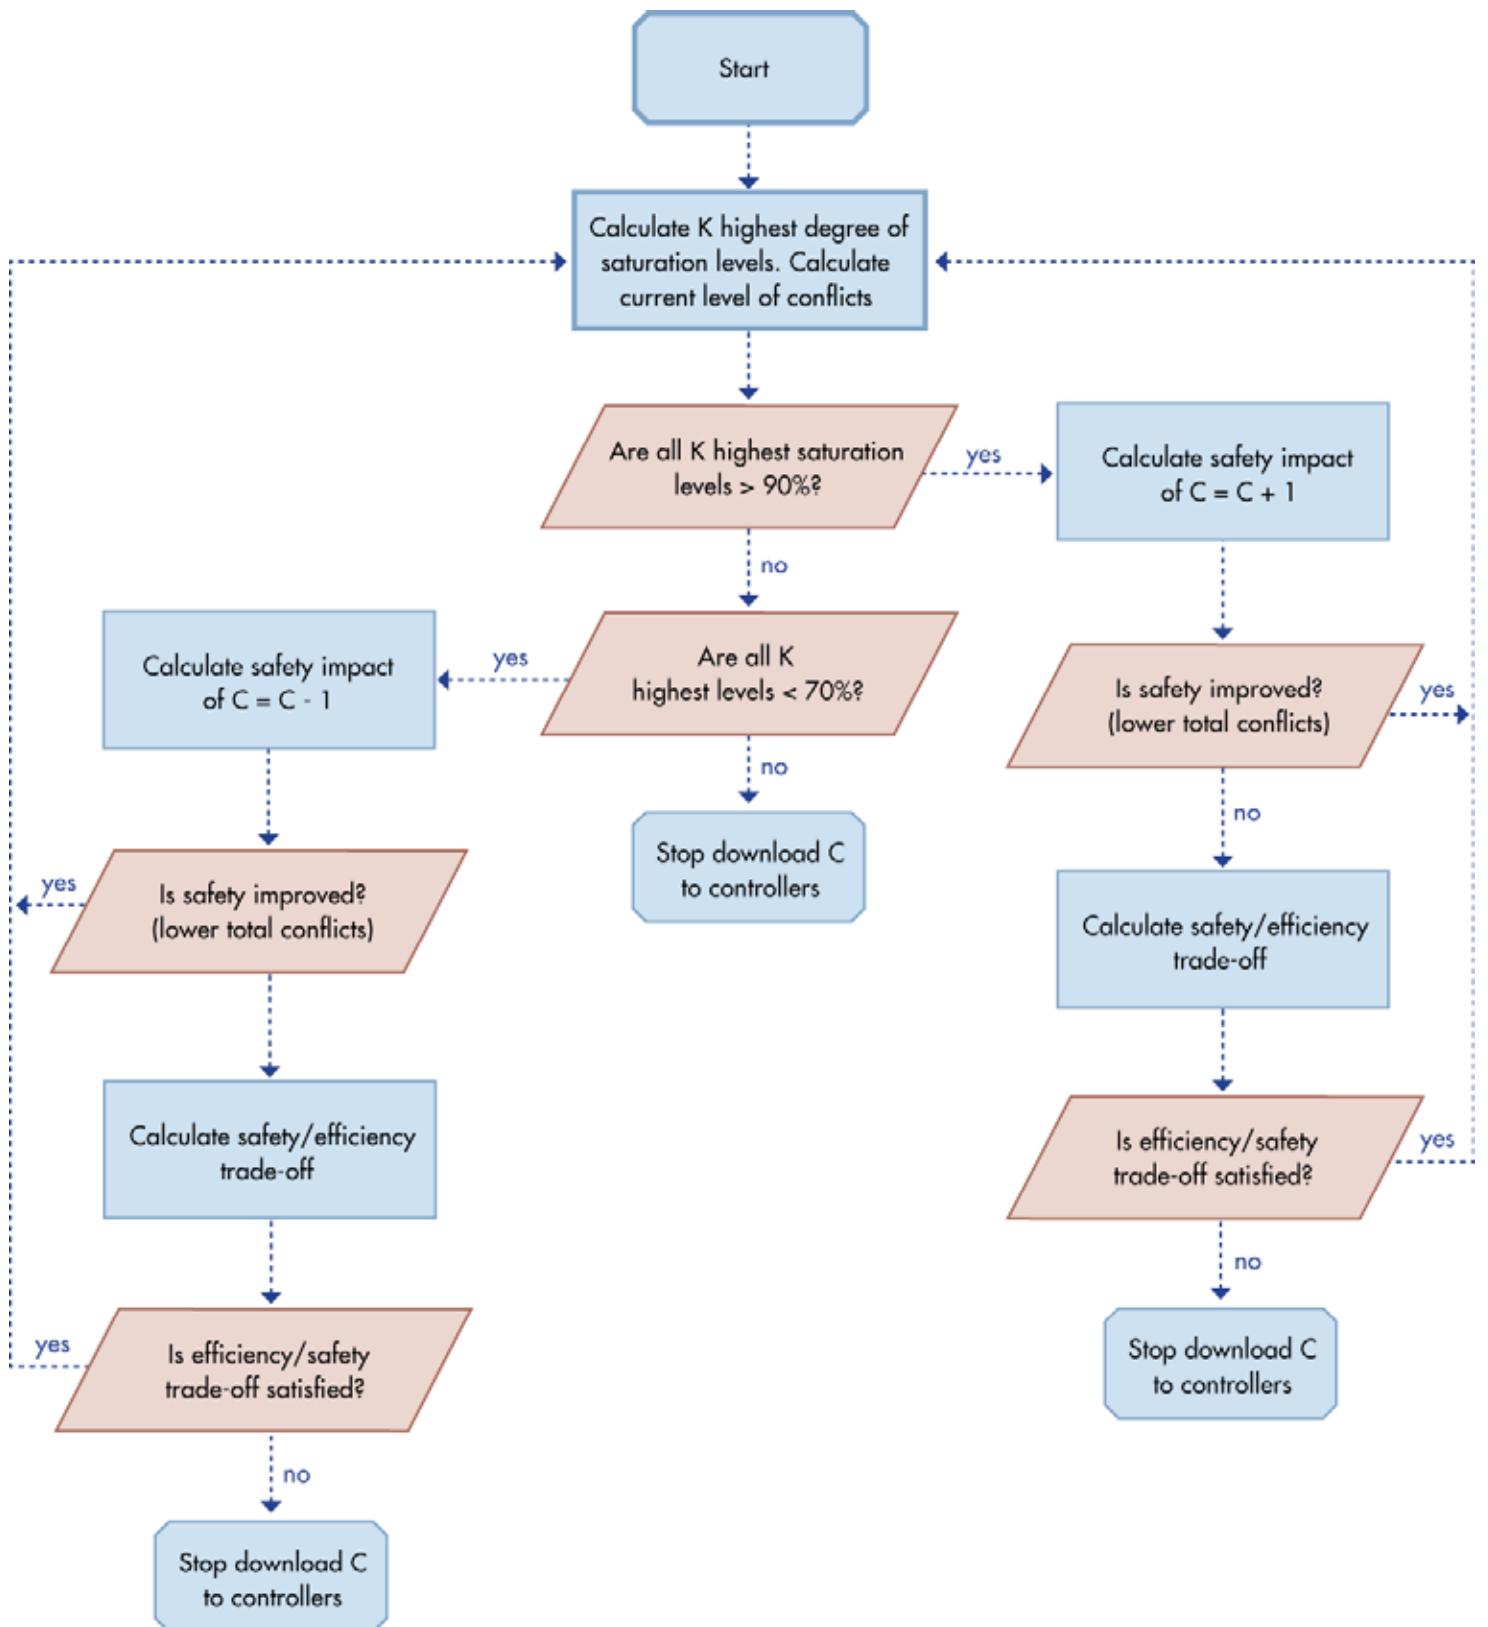 Start
Calculate K highest degree of
saturation levels. Calculate
current level of conflicts
Are all K highest saturation
levels > 90%?
yes
Calculate safety impact
of C = C + 1
no
Calculate safety impact
of C = C - 1
yes
Are all K
highest levels < 70%?
Is safety improved?
(lower total conflicts)
yes
no
no
Stop download C
to controllers
yes
Is safety improved?
(lower total conflicts)
Calculate safety/efficiency
trade-off
Calculate safety/efficiency
trade-off
Is efficiency/safety
trade-off satisfied?
yes
no
yes
Is efficiency/safety
trade-off satisfied?
Stop download C
to controllers
no
Stop download C
to controllers